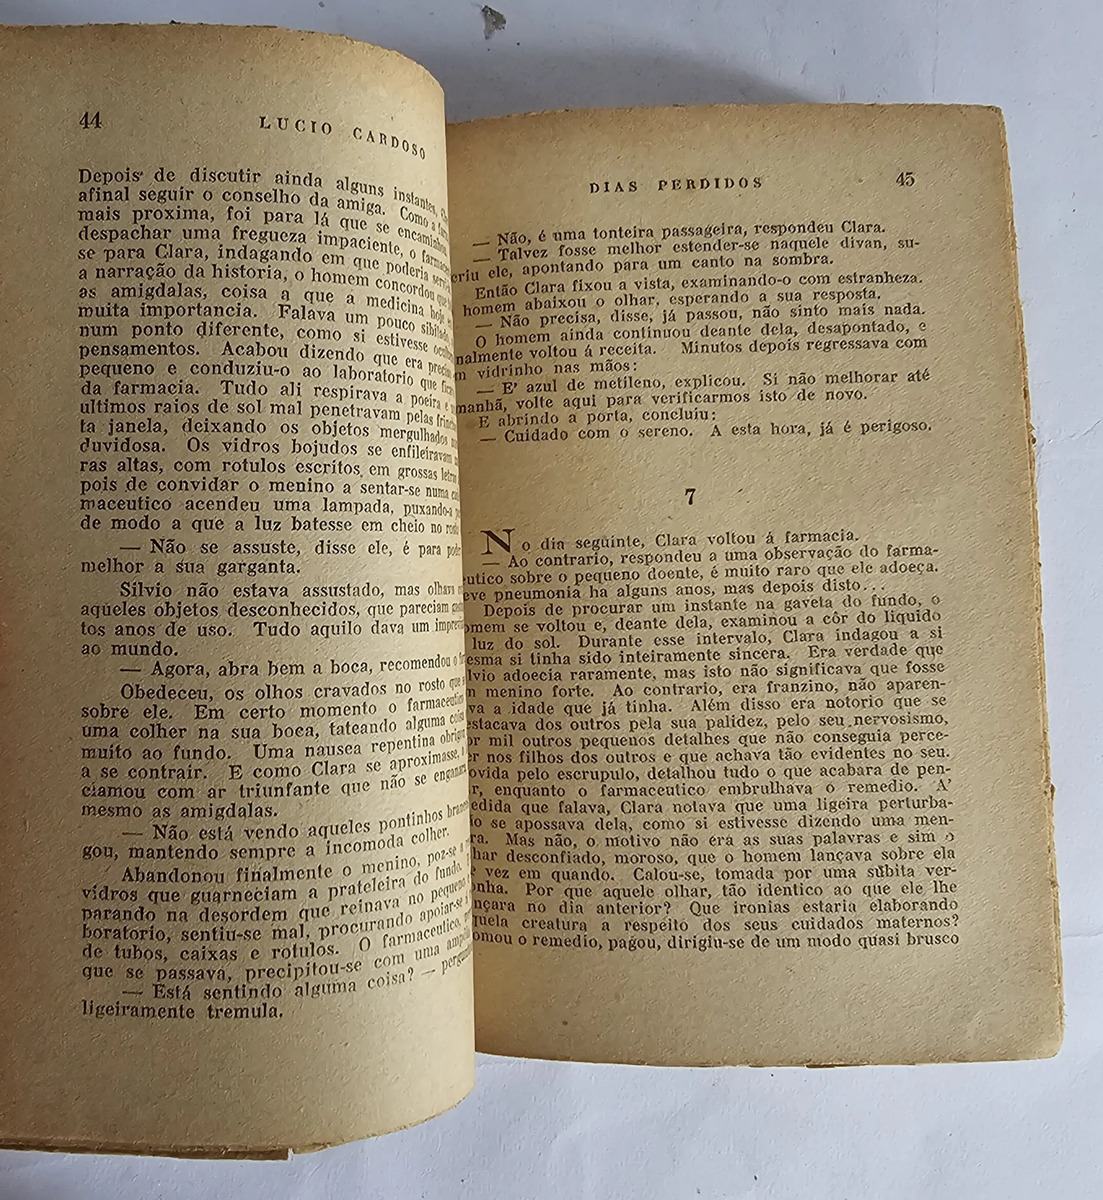 44
LUCIO CARDOSO
Depois de discutir ainda alguns instantes,
afinal seguir o conselho da amiga. Como a
mais proxima, foi para lá que se encaminhou
despachar uma fregueza impaciente, o
se para Clara, indagando em que poderia
a narração da historia, o homem concordou que
as amigdalas, coisa a que a medicina hoje
muita importancia. Falava um pouco
num ponto diferente, como si estivesse
pensamentos. Acabou dizendo que era
pequeno e conduziu-o ao laboratorio que
da farmacia. Tudo ali respirava a poeira e
ultimos raios de sol mal penetravam pelas
ta janela, deixando os objetos mergulhados
duvidosa. Os vidros bojudos se enfileiravam
ras altas, com rotulos escritos em grossas
pois de convidar o menino a sentar-se numa
maceutico acendeu uma lampada, puxando-a
de modo a que a luz batesse em cheio no rosto
— Não se assuste, disse ele, é para poder
melhor a sua garganta.
Silvio não estava assustado, mas olhava
aqueles objetos desconhecidos, que pareciam
tos anos de uso. Tudo aquilo dava um
ao mundo.
— Agora, abra bem a boca, recomendou o
Obedeceu, os olhos cravados no rosto que
sobre ele. Em certo momento o
uma colher na sua boca, tateando alguma coisa
muito ao fundo. Uma nausea repentina
a se contrair. E como Clara se aproximasse,
clamou com ar triunfante que não se enganara
mesmo as amigdalas.
— Não está vendo aqueles pontinhos
gou, mantendo sempre a incomoda colher.
Abandonou finalmente o menino, poz-se a
vidros que guarneciam a prateleira do fundo.
parando na desordem que reinava no pequeno
boratorio, sentiu-se mal, procurando apoiar-se
de tubos, caixas e rotulos. O farmaceutico,
que se passava, precipitou-se com uma
— Está sentindo alguma coisa? —
ligeiramente tremula.
DIAS PERDIDOS
45
— Não, é uma tonteira passageira, respondeu Clara.
— Talvez fosse melhor estender-se naquele divan, su-
eriu ele, apontando para um canto na sombra.
Então Clara fixou a vista, examinando-o com estranheza.
homem abaixou o olhar, esperando a sua resposta.
— Não precisa, disse, já passou, não sinto mais nada.
O homem ainda continuou deante dela, desapontado, e
nalmente voltou á receita. Minutos depois regressava com
m vidrinho nas mãos:
— E' azul de metileno, explicou. Si não melhorar até
manhã, volte aqui para verificarmos isto de novo.
E abrindo a porta, concluiu:
— Cuidado com o sereno. A esta hora, já é perigoso.
7
No dia seguinte, Clara voltou á farmacia.
— Ao contrario, respondeu a uma observação do farma-
eutico sobre o pequeno doente, é muito raro que ele adoeça.
eve pneumonia há alguns anos, mas depois disto...
Depois de procurar um instante na gaveta do fundo, o
omem se voltou e, deante dela, examinou a côr do liquido
luz do sol. Durante esse intervalo, Clara indagou a si
esma si tinha sido inteiramente sincera. Era verdade que
lvio adoecia raramente, mas isto não significava que fosse
m menino forte. Ao contrario, era franzino, não aparen-
va a idade que já tinha. Além disso era notorio que se
estacava dos outros pela sua palidez, pelo seu nervosismo,
or mil outros pequenos detalhes que não conseguia perce-
er nos filhos dos outros e que achava tão evidentes no seu.
ovida pelo escrupulo, detalhou tudo o que acabara de pen-
r, enquanto o farmaceutico embrulhava o remedio. A'
edida que falava, Clara notava que uma ligeira perturba-
o se apossava dela, como si estivesse dizendo uma men-
ra. Mas não, o motivo não era as suas palavras e sim o
har desconfiado, moroso, que o homem lançava sobre ela
e vez em quando. Calou-se, tomada por uma súbita ver-
onha. Por que aquele olhar, tão identico ao que ele lhe
nçara no dia anterior? Que ironias estaria elaborando
quela creatura a respeito dos seus cuidados maternos?
omou o remedio, pagou, dirigiu-se de um modo quasi brusco